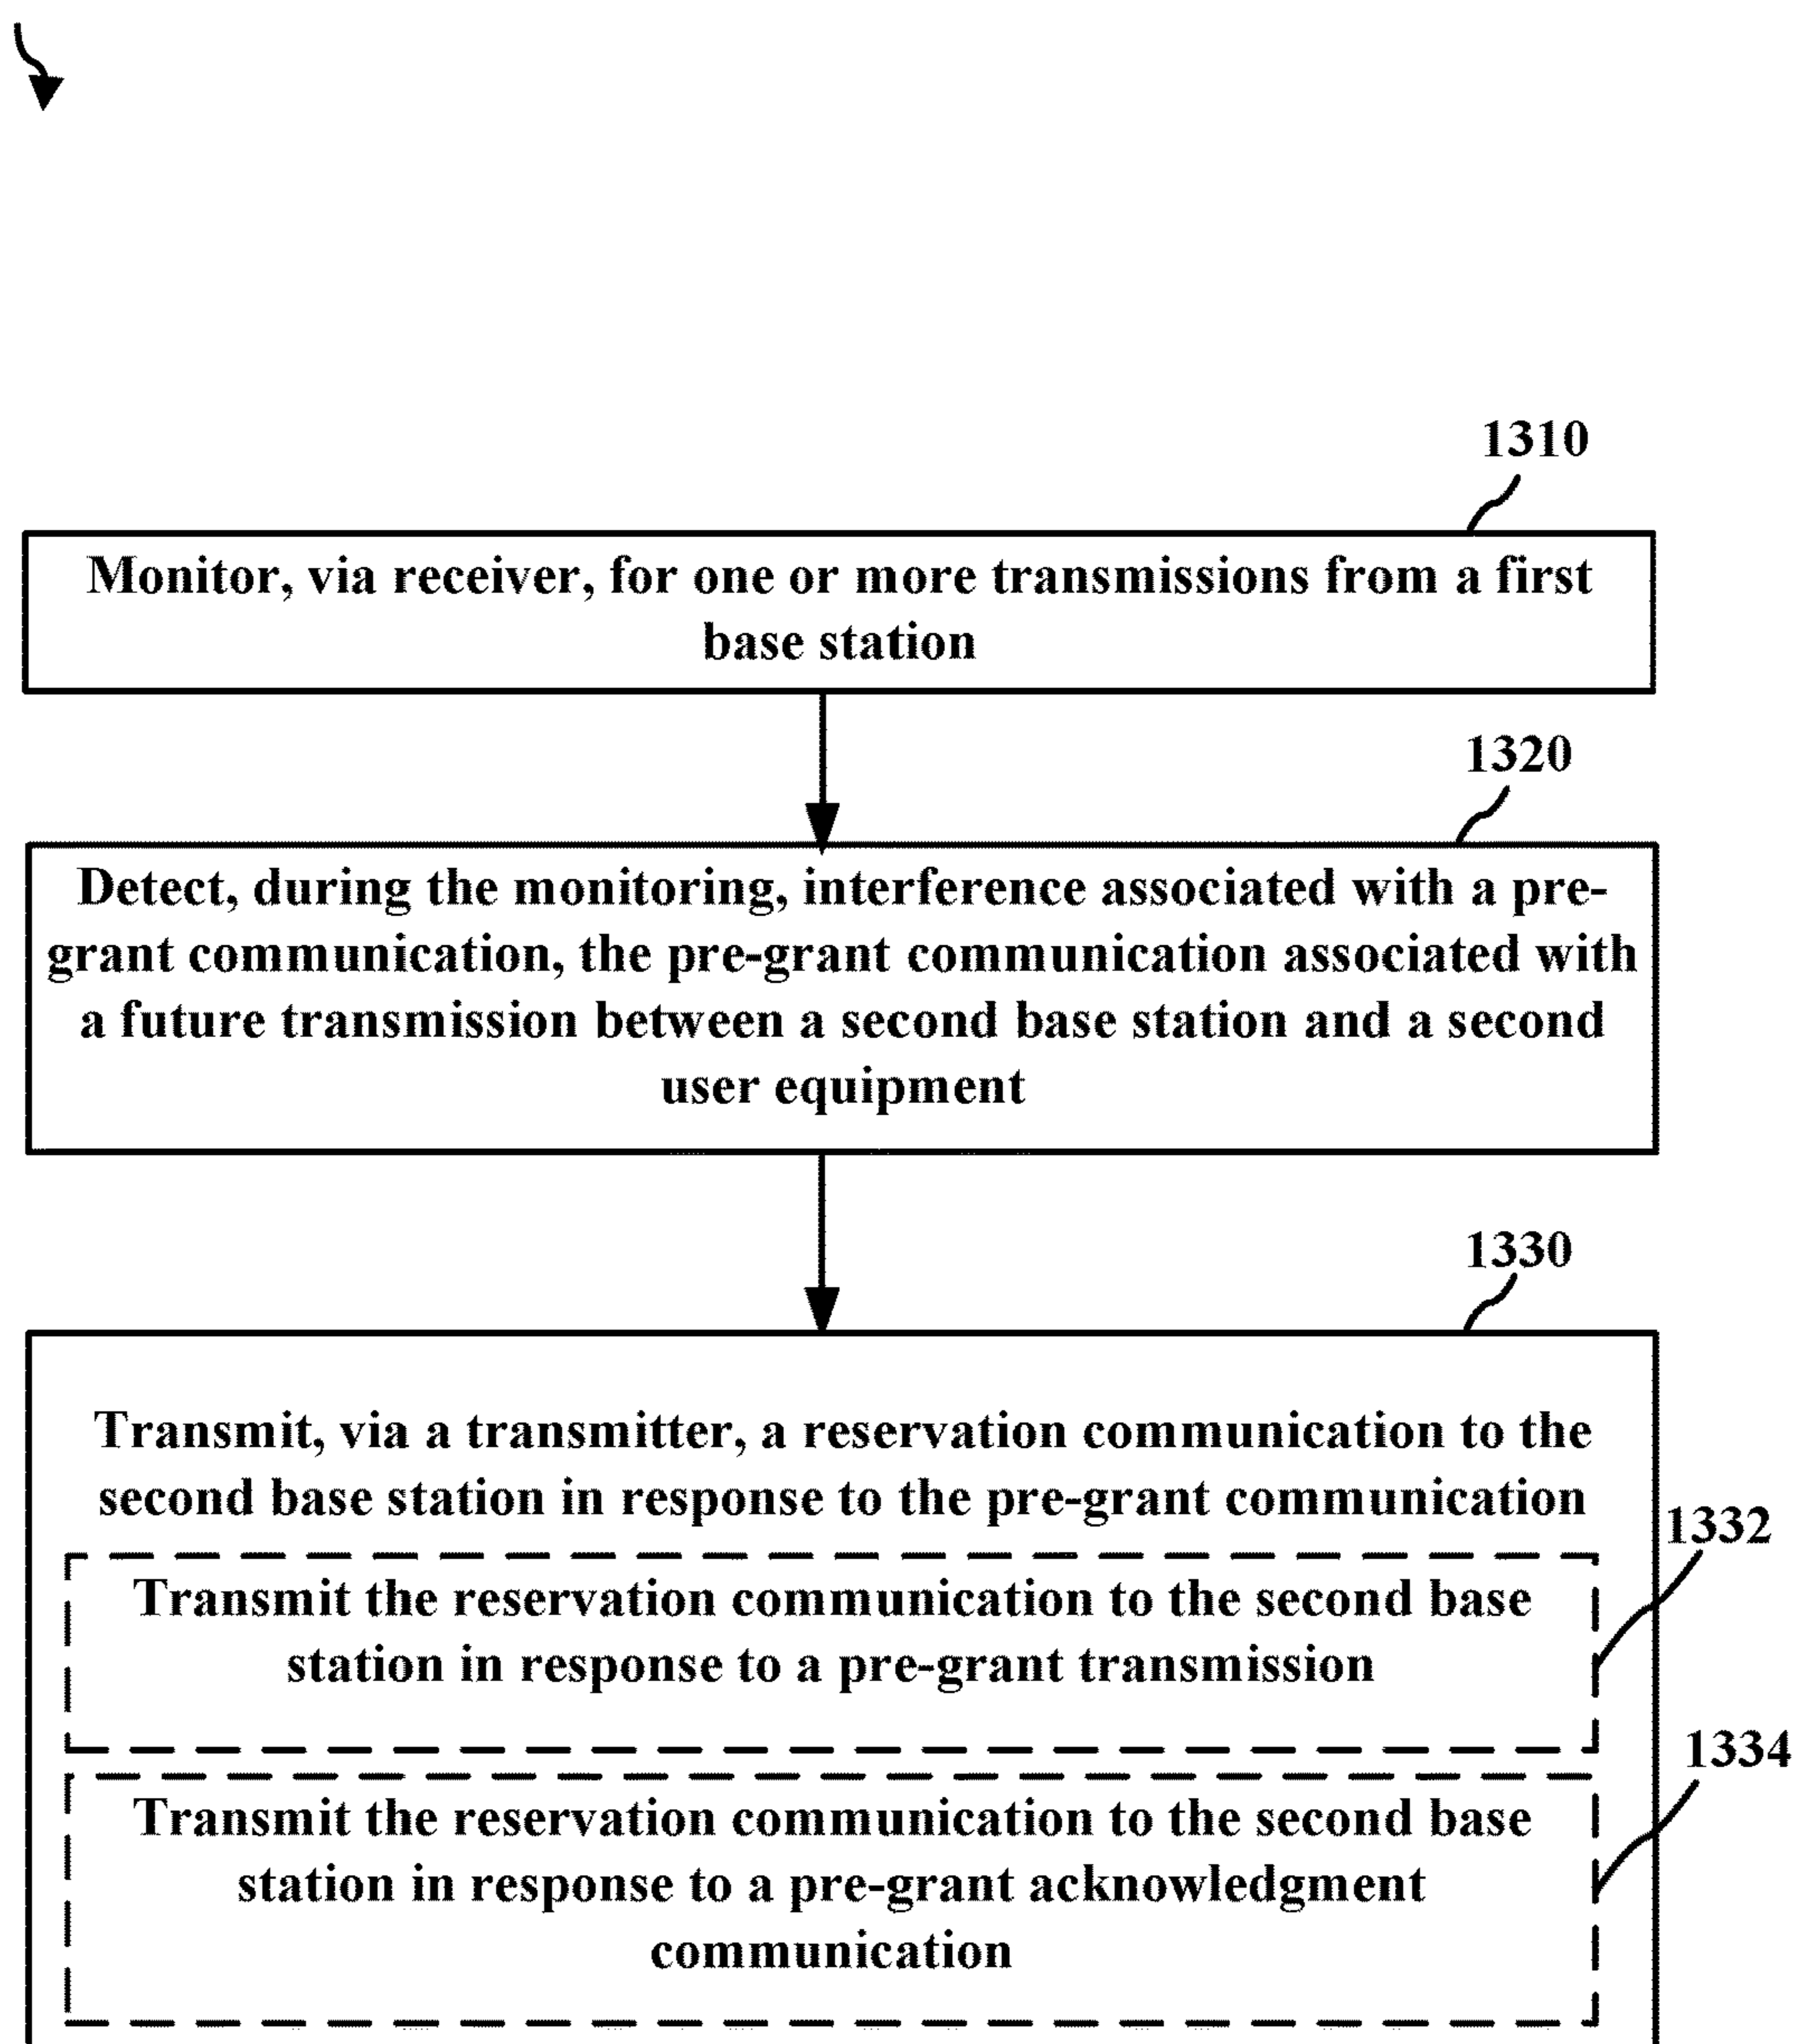 1310
Monitor, via receiver, for one or more transmissions from a first
base station
1320
Detect, during the monitoring, interference associated with a pre-
grant communication, the pre-grant communication associated with
a future transmission between a second base station and a second
user equipment
1330
Transmit, via a transmitter, a reservation communication to the
second base station in response to the pre-grant communication
1332
Transmit the reservation communication to the second base
station in response to a pre-grant transmission
1334
Transmit the reservation communication to the second base
station in response to a pre-grant acknowledgment
communication